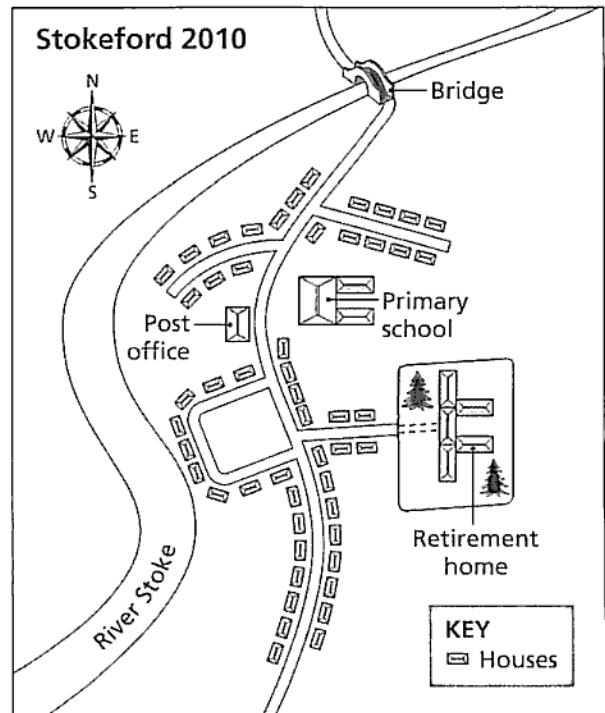 Stokeford 2010
N
W
E
S
Bridge
Primary
school
Post
office
Retirement
home
River Stoke
KEY
Houses